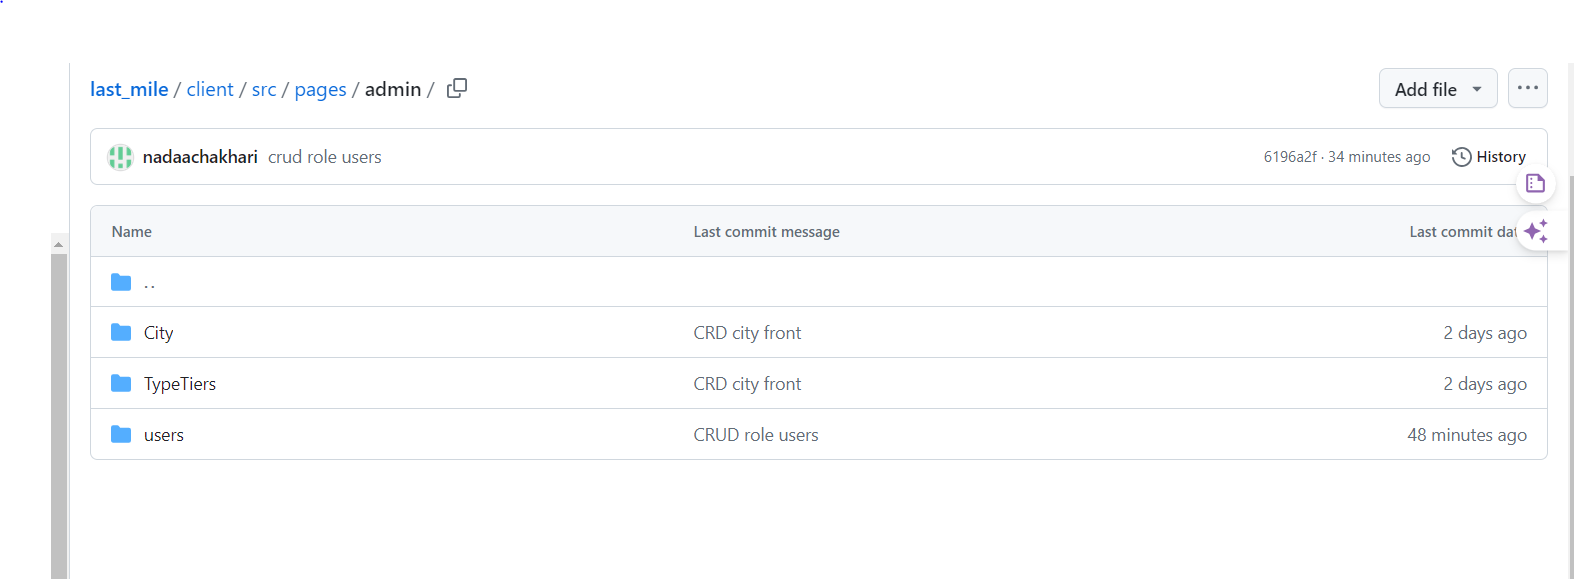 last_mile / client / src / pages / admin /
Add file
nadaachakhari crud role users
6196a2f · 34 minutes ago
History
Name Last commit message Last commit dat
..
City CRD city front 2 days ago
TypeTiers CRD city front 2 days ago
users CRUD role users 48 minutes ago